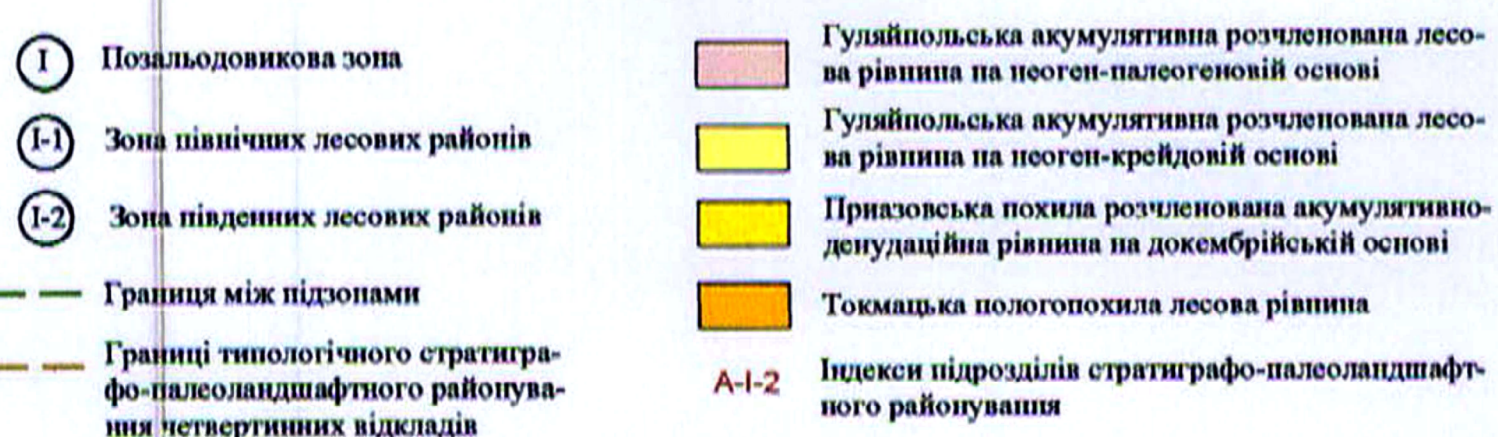 I Позальодовикова зона
I-1 Зона північних лесових районів
I-2 Зона південних лесових районів
Границя між підзонами
Границі типологічного стратигра-
фо-палеоландшафтного районува-
ння четвертинних відкладів
Гуляйпольська акумулятивна розчленована лесо-
ва рівнина на неоген-палеогеновій основі
Гуляйпольська акумулятивна розчленована лесо-
ва рівнина на неоген-крейдовій основі
Приазовська похила розчленована акумулятивно-
денудаційна рівнина на докембрійській основі
Токмацька пологопохила лесова рівнина
А-І-2 Індекси підрозділів стратиграфо-палеоландшафт-
ного районування